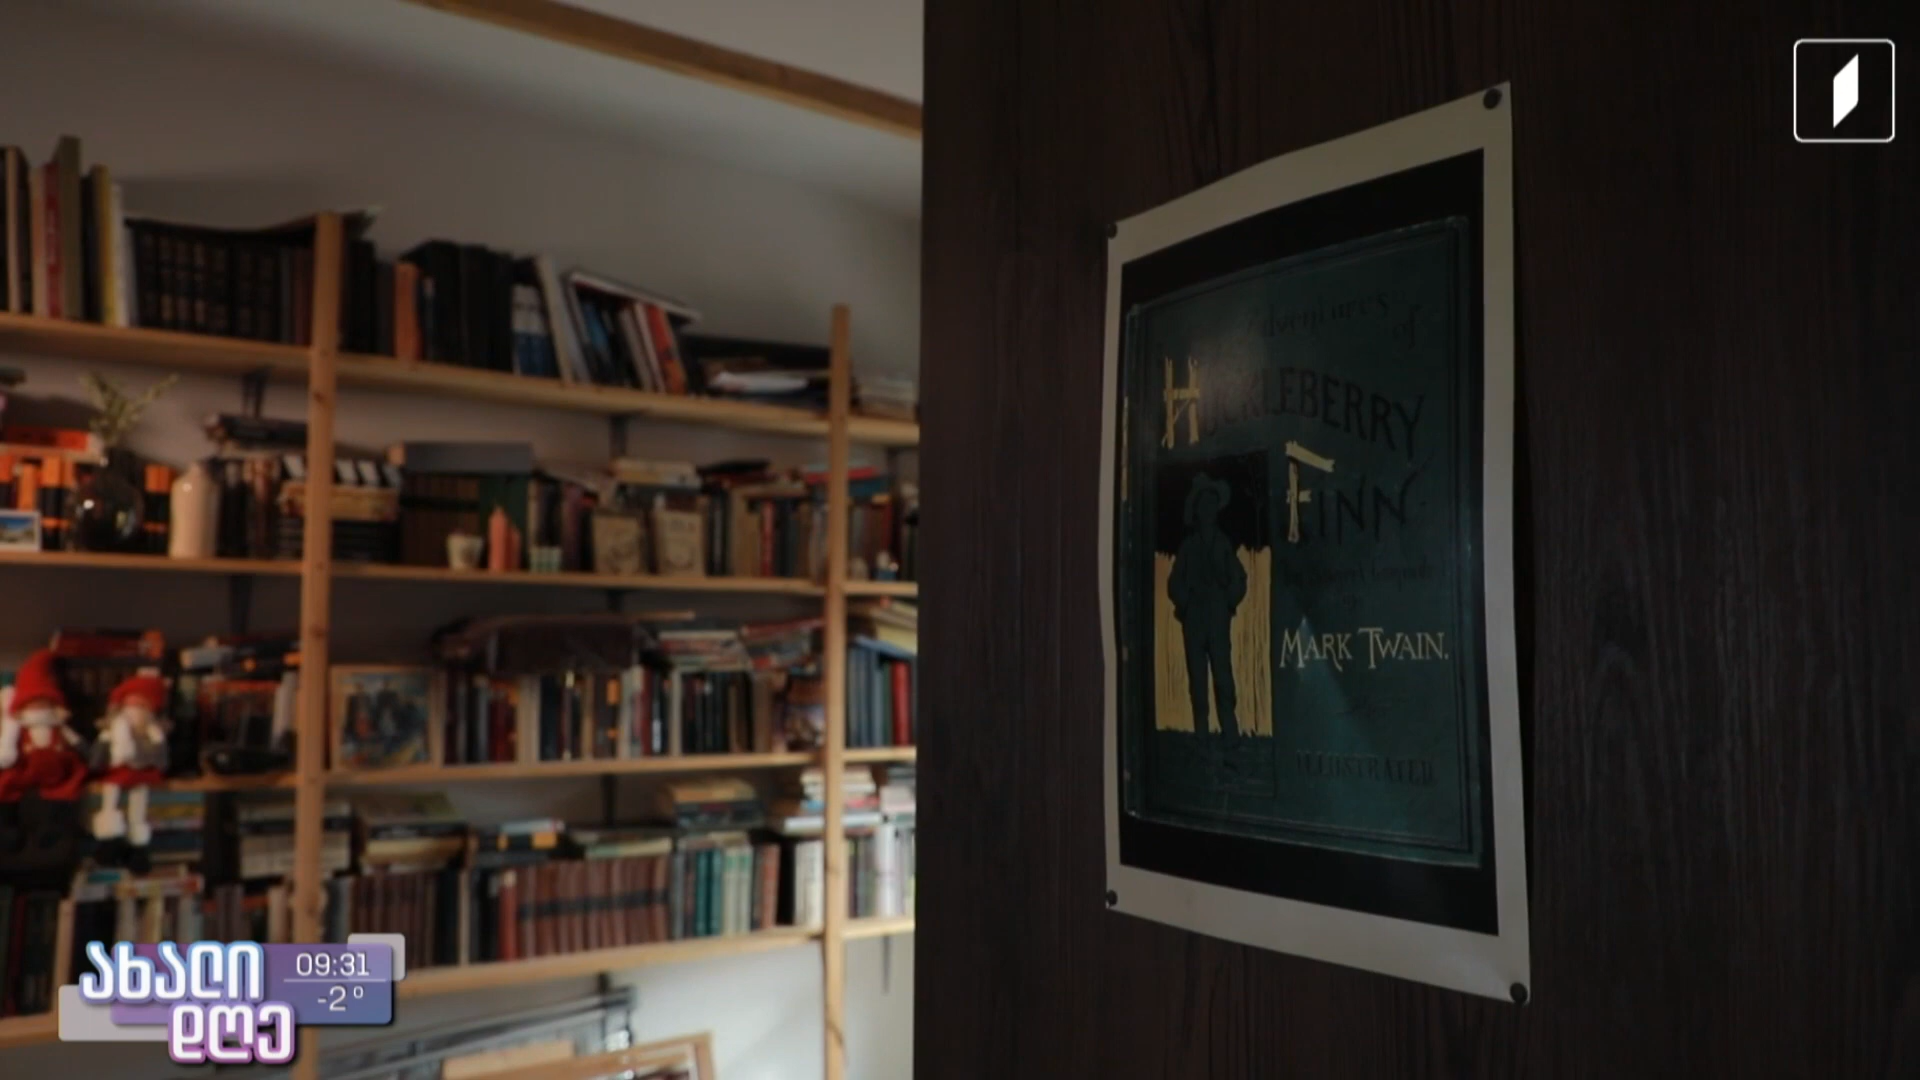 Adventures
of
HUCKLEBERRY
FINN
MARK TWAIN.
ILLUSTRATED
ახალი
დღე
09:31
-2°